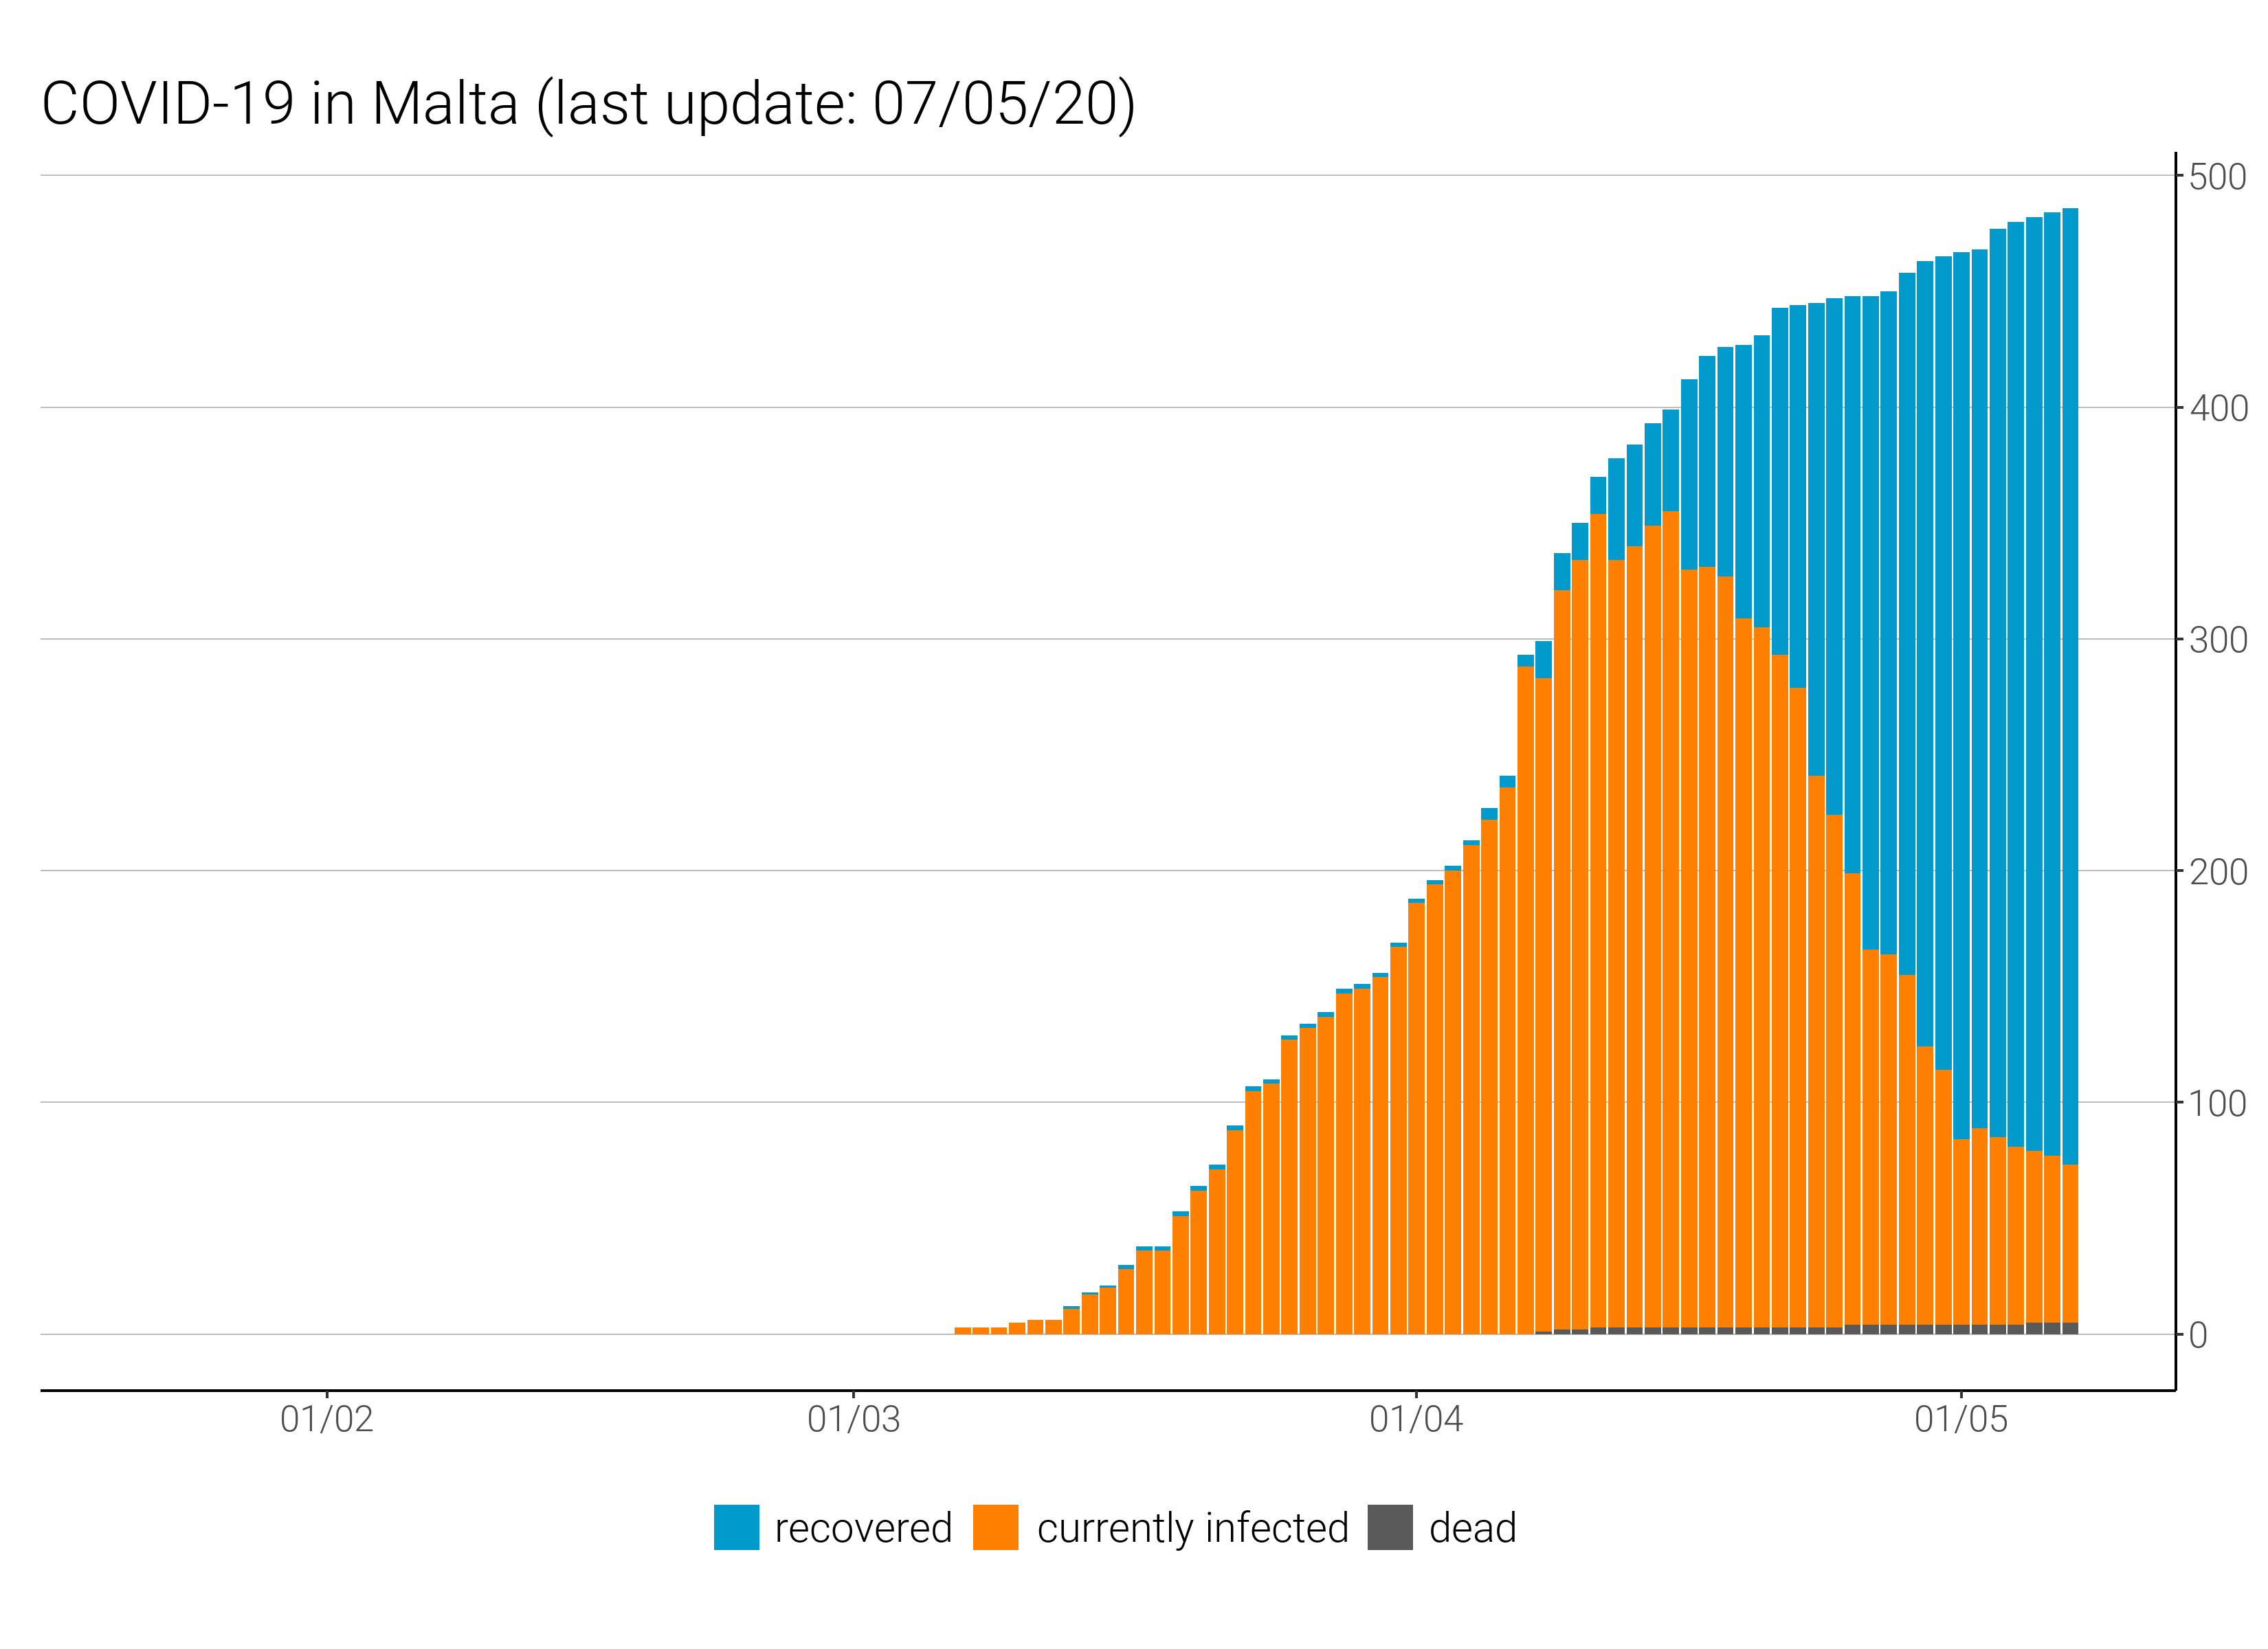 COVID-19 in Malta (last update: 07/05/20)
500
400
300
200
100
0
01/02 01/03 01/04 01/05
recovered currently infected dead